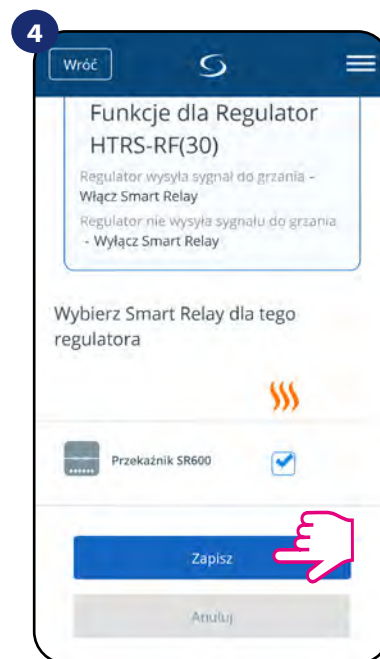 4
Wróć
Funkcje dla Regulator
HTRS-RF(30)
Regulator wysyła sygnał do grzania -
Włącz Smart Relay
Regulator nie wysyła sygnału do grzania
- Wyłącz Smart Relay
Wybierz Smart Relay dla tego
regulatora
Przekaźnik SR600
Zapisz
Anuluj